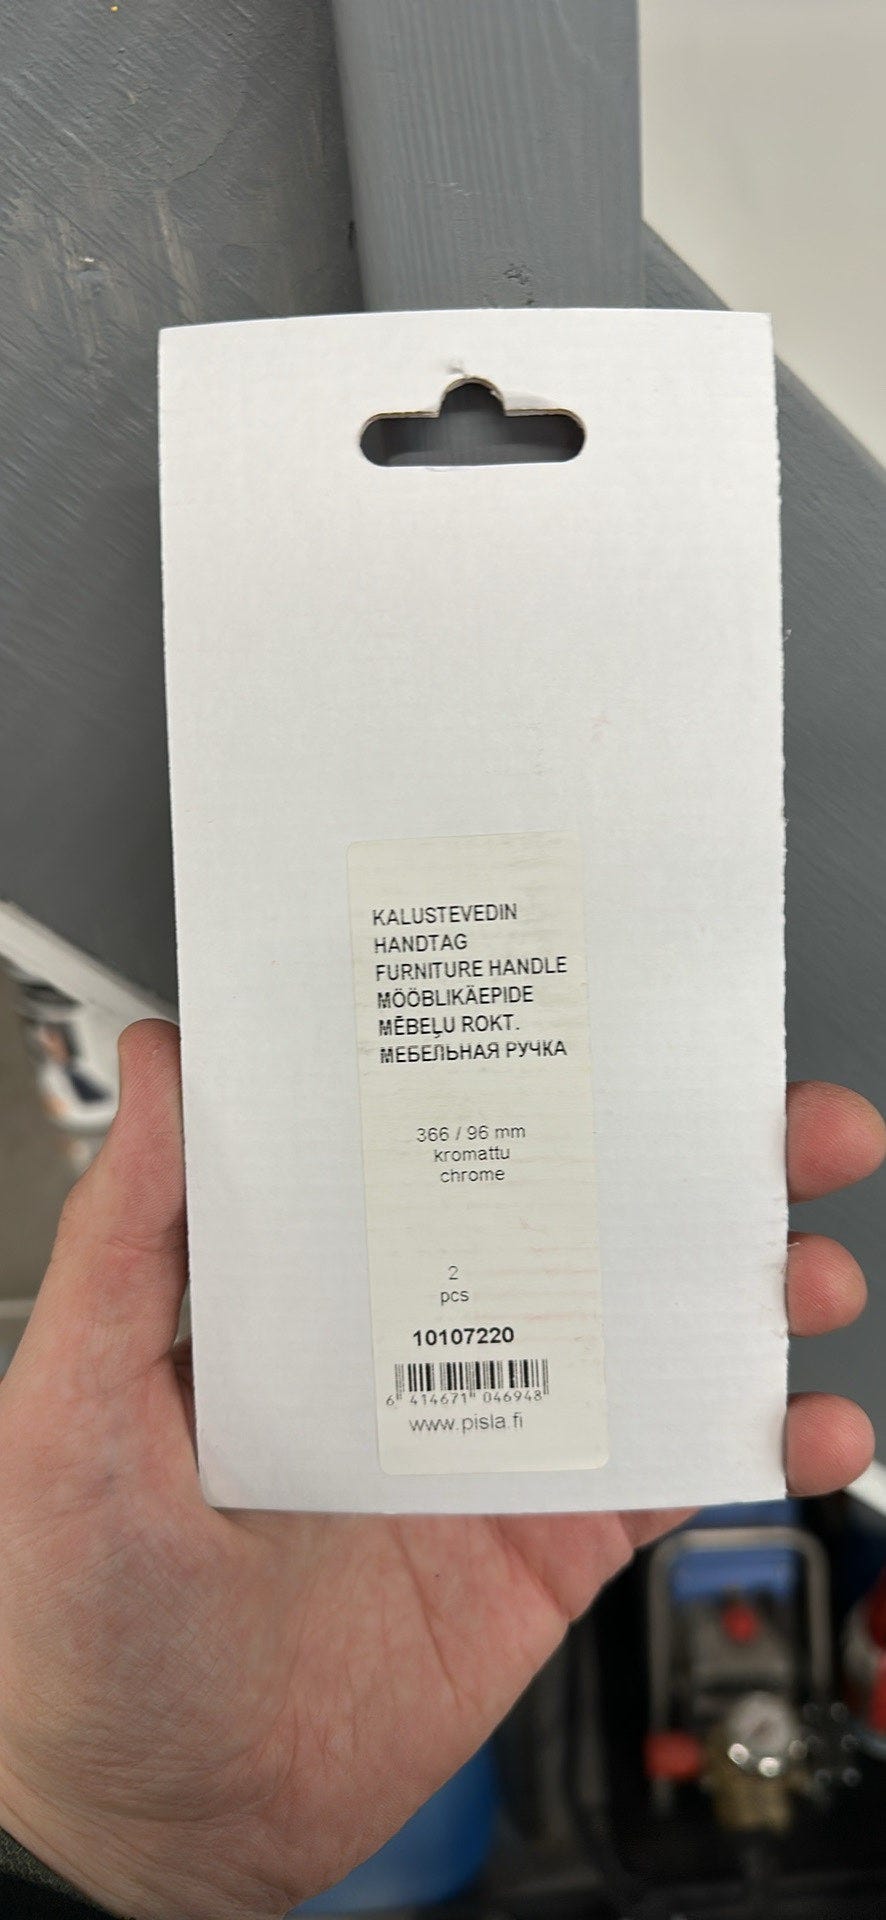 KALUSTEVEDIN
HANDTAG
FURNITURE HANDLE
MÖÖBLIKÄEPIDE
MĒBEĻU ROKT.
МЕБЕЛЬНАЯ РУЧКА
366 / 96 mm
kromattu
chrome
2
pcs
10107220
6 414671 046948
www.pisla.fi